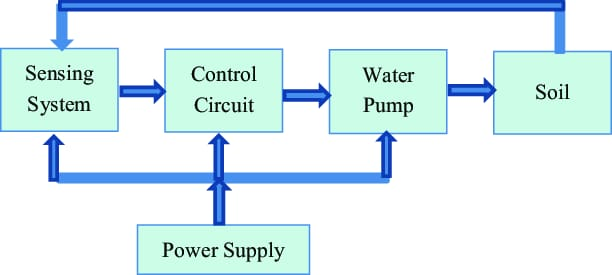 Sensing
System
Control
Circuit
Water
Pump
Soil
Power Supply